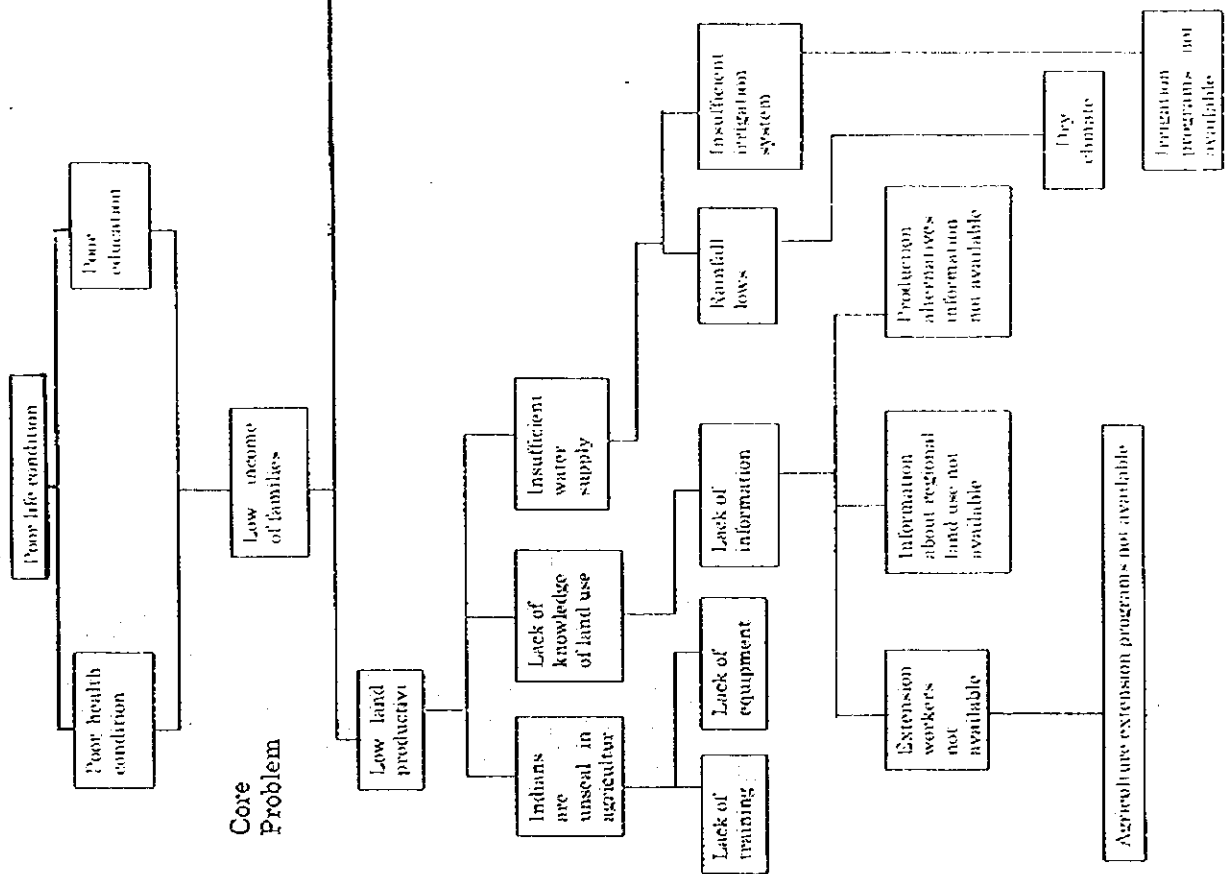 Poor life condition
Poor health
condition
Poor
education
Core
Problem
Low income
of families
Low land
productivi
Indians
are
unseal in
agricultur
Lack of
knowledge
of land use
Insufficient
water
supply
Lack of
training
Lack of
equipment
Lack of
information
Rainfall
lows
Insufficient
irrigation
system
Extension
workers
not
available
Information
about regional
land use not
available
Production
alternatives
information
not available
Dry
climate
Agriculture extension programs not available
Irrigation
programs not
available